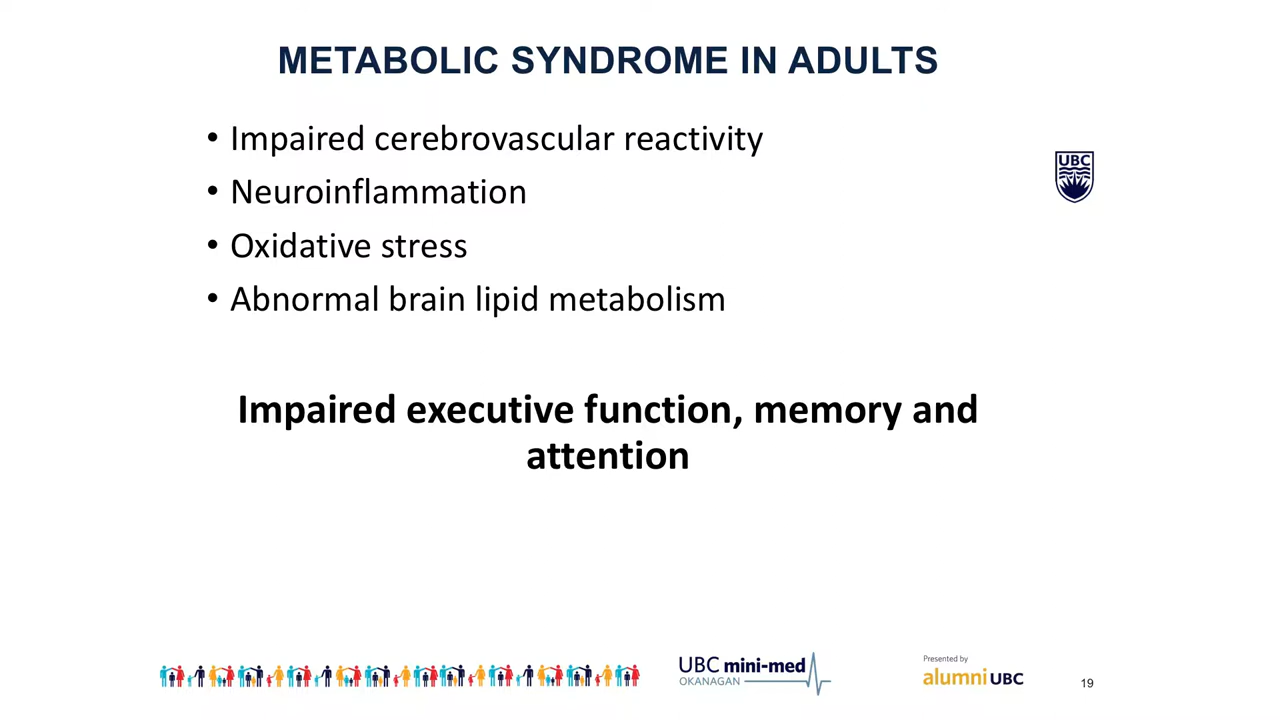 METABOLIC SYNDROME IN ADULTS
• Impaired cerebrovascular reactivity
• Neuroinflammation
• Oxidative stress
• Abnormal brain lipid metabolism
UBC
Impaired executive function, memory and
attention
UBC mini-med
OKANAGAN
Presented by
alumni UBC
19